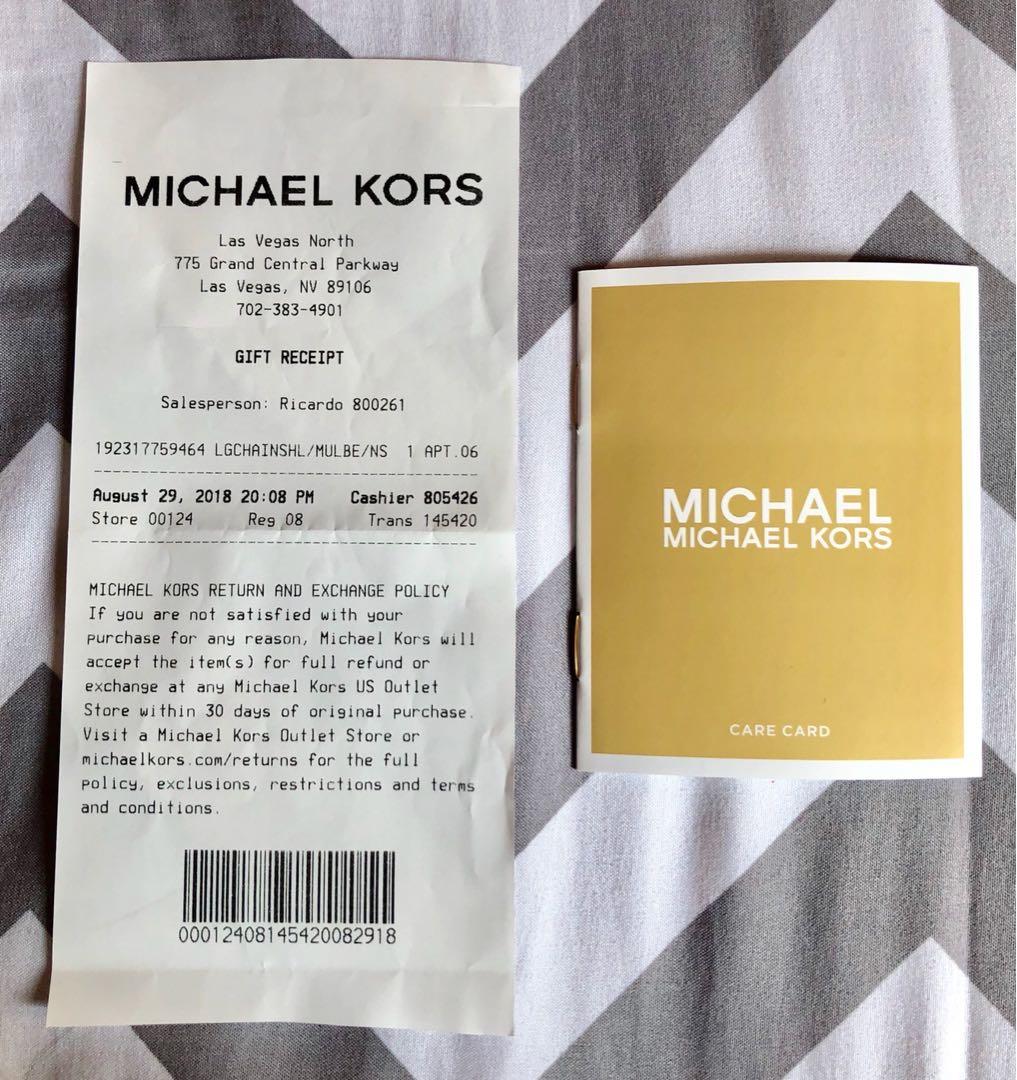 MICHAEL KORS
Las Vegas North
775 Grand Central Parkway
Las Vegas, NV 89106
702-383-4901
GIFT RECEIPT
Salesperson: Ricardo 800261
192317759464 LGCHAINSHL/MULBE/NS 1 APT.06
August 29, 2018 20:08 PM Cashier 805426
Store 00124 Reg 08 Trans 145420
MICHAEL KORS RETURN AND EXCHANGE POLICY
If you are not satisfied with your
purchase for any reason, Michael Kors will
accept the item(s) for full refund or
exchange at any Michael Kors US Outlet
Store within 30 days of original purchase.
Visit a Michael Kors Outlet Store or
michaelkors.com/returns for the full
policy, exclusions, restrictions and terms
and conditions.
00012408145420082918
MICHAEL
MICHAEL KORS
CARE CARD